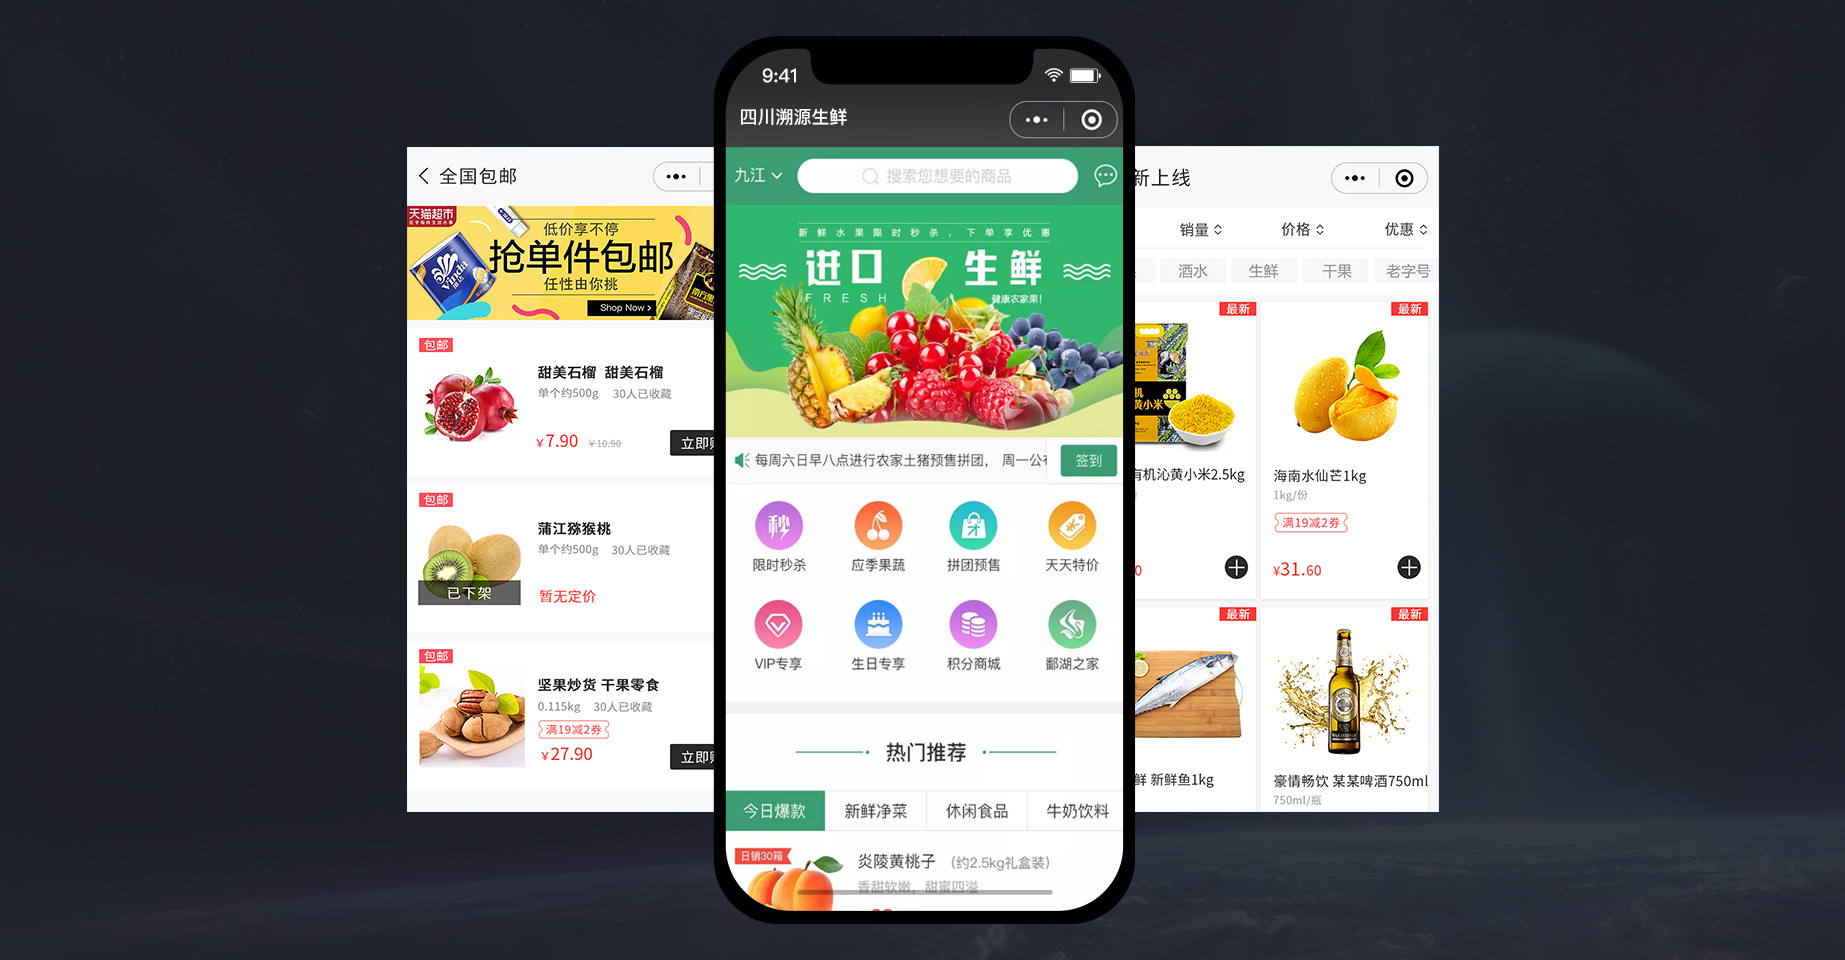 全国包邮
天猫超市
低价享不停
抢单件包邮
任性由你挑
Shop Now >
Vinda
包邮
甜美石榴 甜美石榴
单个约500g 30人已收藏
¥7.90 ¥10.90
立即
包邮
蒲江猕猴桃
单个约500g 30人已收藏
已下架
暂无定价
包邮
坚果炒货 干果零食
0.115kg 30人已收藏
满19减2券
¥27.90
立即
9:41
四川溯源生鲜
九江
搜索您想要的商品
新鲜水果限时秒杀，下单享优惠
进口 生鲜
FRESH
健康农家果!
每周六日早八点进行农家土猪预售拼团， 周一公
签到
秒
限时秒杀
应季果蔬
拼团预售
天天特价
VIP专享
生日专享
积分商城
鄱湖之家
热门推荐
今日爆款
新鲜净菜
休闲食品
牛奶饮料
日销30箱
炎陵黄桃子 (约2.5kg礼盒装)
香甜软嫩，甜蜜四溢
新上线
销量
价格
优惠
酒水
生鲜
干果
老字号
最新
黄小米
有机沁黄小米2.5kg
0
最新
海南水仙芒1kg
1kg/份
满19减2券
¥31.60
最新
鲜 新鲜鱼1kg
最新
豪情畅饮 某某啤酒750ml
750ml/瓶